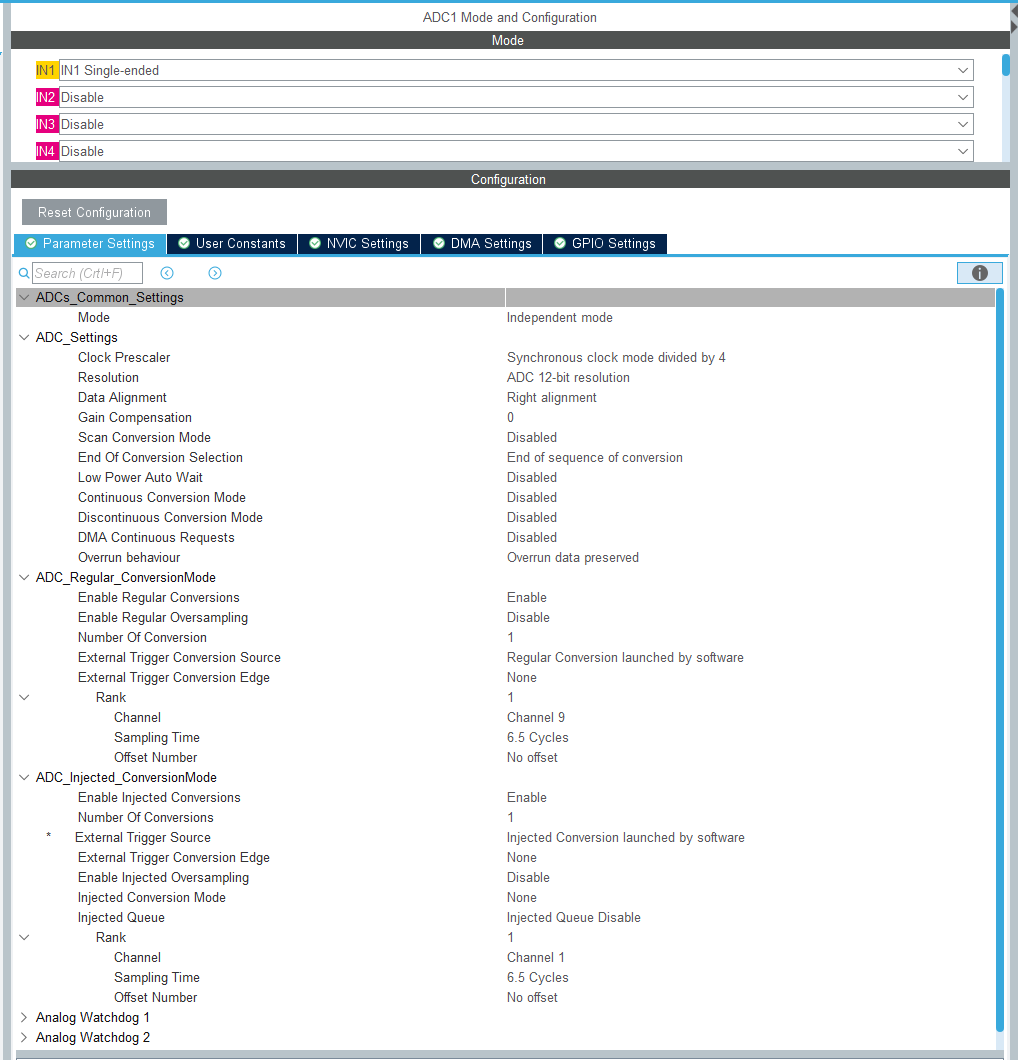 ADC1 Mode and Configuration
Mode
IN1 IN1 Single-ended
IN2 Disable
IN3 Disable
IN4 Disable
Configuration
Reset Configuration
Parameter Settings User Constants NVIC Settings DMA Settings GPIO Settings
Search (Crtl+F)
ADCs_Common_Settings
Mode Independent mode
ADC_Settings
Clock Prescaler Synchronous clock mode divided by 4
Resolution ADC 12-bit resolution
Data Alignment Right alignment
Gain Compensation 0
Scan Conversion Mode Disabled
End Of Conversion Selection End of sequence of conversion
Low Power Auto Wait Disabled
Continuous Conversion Mode Disabled
Discontinuous Conversion Mode Disabled
DMA Continuous Requests Disabled
Overrun behaviour Overrun data preserved
ADC_Regular_ConversionMode
Enable Regular Conversions Enable
Enable Regular Oversampling Disable
Number Of Conversion 1
External Trigger Conversion Source Regular Conversion launched by software
External Trigger Conversion Edge None
Rank 1
Channel Channel 9
Sampling Time 6.5 Cycles
Offset Number No offset
ADC_Injected_ConversionMode
Enable Injected Conversions Enable
Number Of Conversions 1
* External Trigger Source Injected Conversion launched by software
External Trigger Conversion Edge None
Enable Injected Oversampling Disable
Injected Conversion Mode None
Injected Queue Injected Queue Disable
Rank 1
Channel Channel 1
Sampling Time 6.5 Cycles
Offset Number No offset
Analog Watchdog 1
Analog Watchdog 2